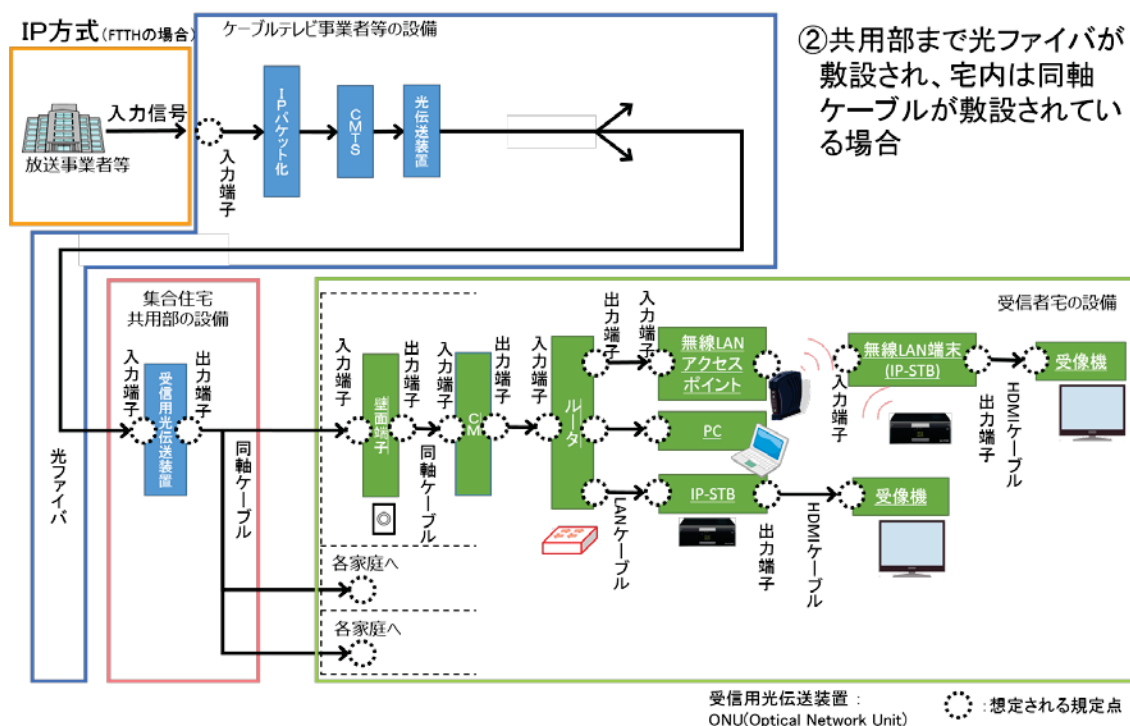 IP方式(FTTHの場合)
ケーブルテレビ事業者等の設備
②共用部まで光ファイバが
敷設され、宅内は同軸
ケーブルが敷設されてい
る場合
入力信号
放送事業者等
入力端子
IPパケット化
CMTS
光伝送装置
集合住宅
共用部の設備
受信者宅の設備
光ファイバ
入力端子
受信用光伝送装置
出力端子
同軸ケーブル
入力端子
壁面端子
出力端子
同軸ケーブル
入力端子
CM
出力端子
入力端子
ルータ
出力端子
入力端子
無線LAN
アクセス
ポイント
入力端子
無線LAN端末
(IP-STB)
出力端子
HDMIケーブル
受像機
PC
LANケーブル
IP-STB
出力端子
HDMIケーブル
受像機
各家庭へ
各家庭へ
受信用光伝送装置：
ONU(Optical Network Unit)
：想定される規定点